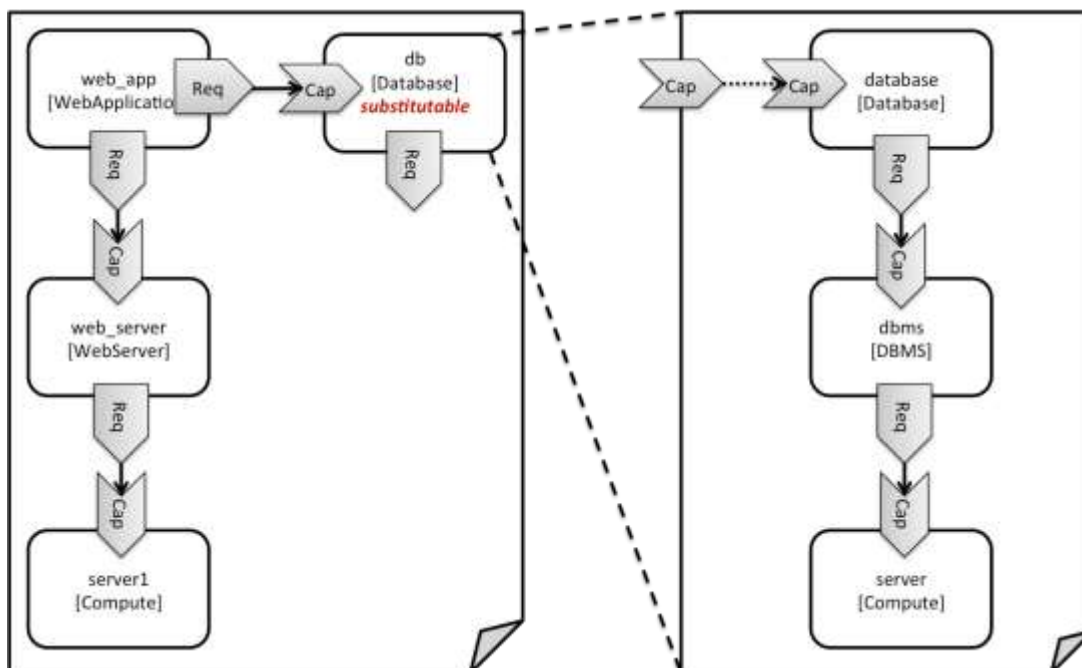 web_app
[WebApplicatio
Req
Cap
db
[Database]
substitutable
Req
Req
Cap
web_server
[WebServer]
Req
Cap
server1
[Compute]
Cap
Cap
database
[Database]
Req
Cap
dbms
[DBMS]
Req
Cap
server
[Compute]